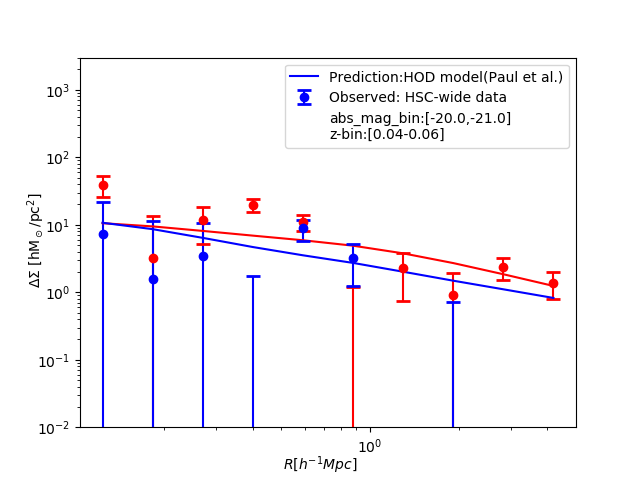 Prediction:HOD model(Paul et al.)
Observed: HSC-wide data
abs_mag_bin:[-20.0,-21.0]
z-bin:[0.04-0.06]
ΔΣ [hM⊙/pc²]
10³
10²
10¹
10⁰
10⁻¹
10⁻²
10⁰
R[h⁻¹Mpc]